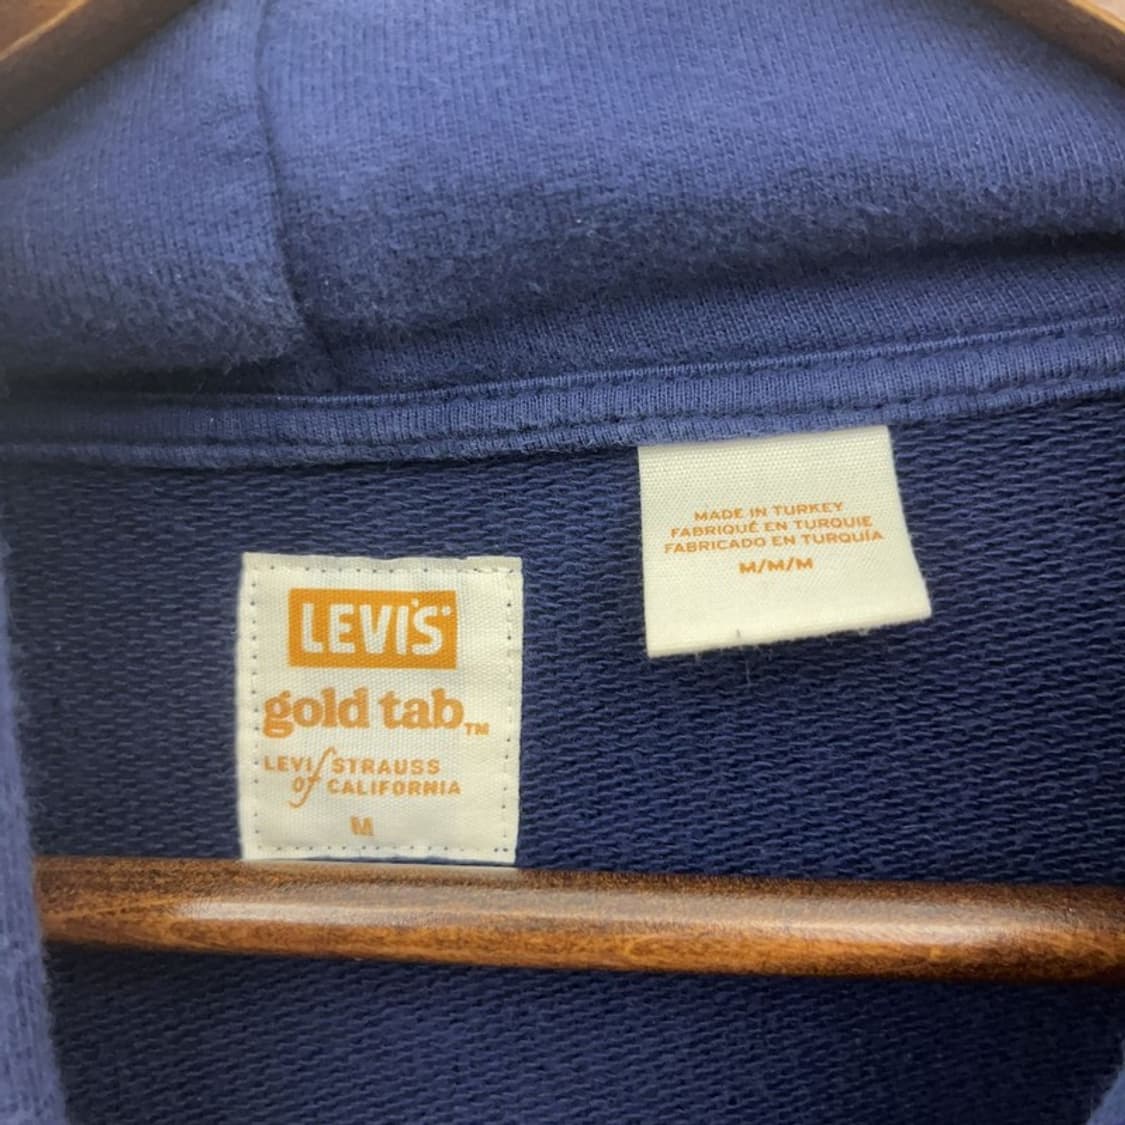 LEVI'S
gold tab™
LEVI STRAUSS
of CALIFORNIA
M
MADE IN TURKEY
FABRIQUÉ EN TURQUIE
FABRICADO EN TURQUÍA
M/M/M